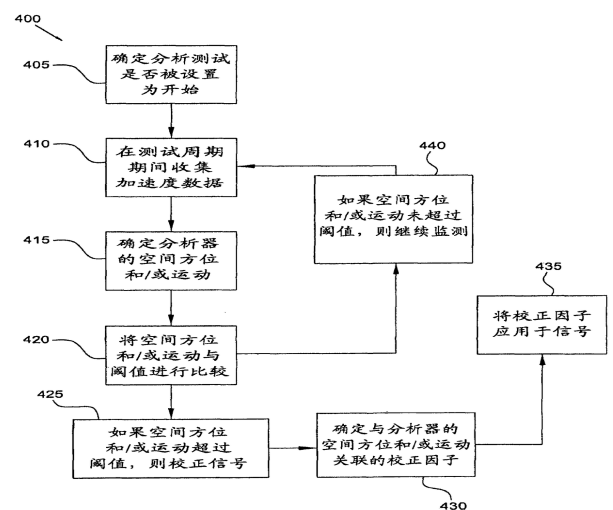 400
405
确定分析测试
是否被设置
为开始
410
在测试周期
期间收集
加速度数据
440
如果空间方位
和/或运动未超过
阈值，则继续监测
415
确定分析器
的空间方位
和/或运动
435
将校正因子
应用于信号
420
将空间方位
和/或运动与
阈值进行比较
425
如果空间方位
和/或运动超过
阈值，则校正信号
确定与分析器的
空间方位和/或运动
关联的校正因子
430